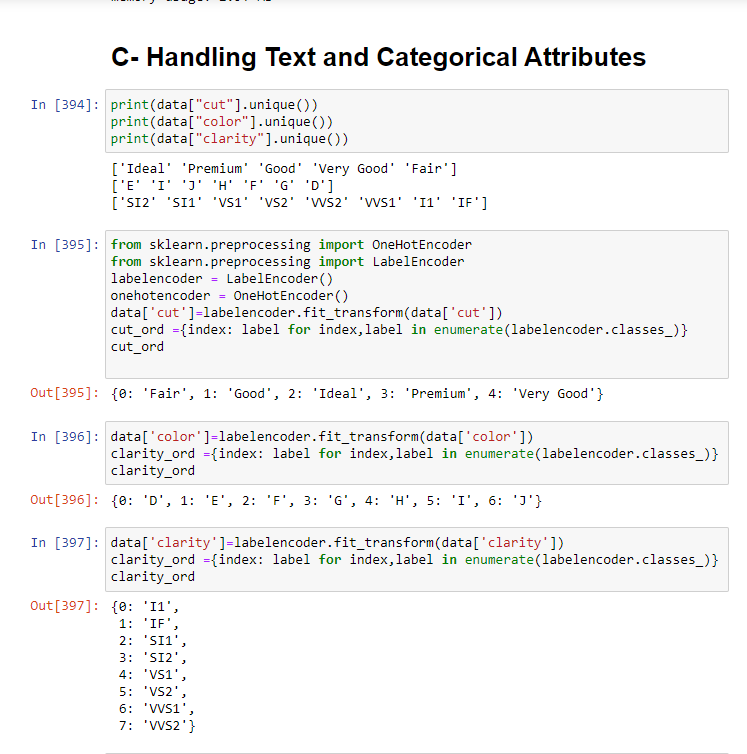 C- Handling Text and Categorical Attributes
In [394]: print(data["cut"].unique())
print(data["color"].unique())
print(data["clarity"].unique())
['Ideal' 'Premium' 'Good' 'Very Good' 'Fair']
['E' 'I' 'J' 'H' 'F' 'G' 'D']
['SI2' 'SI1' 'VS1' 'VS2' 'VVS2' 'VVS1' 'I1' 'IF']
In [395]: from sklearn.preprocessing import OneHotEncoder
from sklearn.preprocessing import LabelEncoder
labelencoder = LabelEncoder()
onehotencoder = OneHotEncoder()
data['cut']=labelencoder.fit_transform(data['cut'])
cut_ord ={index: label for index,label in enumerate(labelencoder.classes_)}
cut_ord
Out[395]: {0: 'Fair', 1: 'Good', 2: 'Ideal', 3: 'Premium', 4: 'Very Good'}
In [396]: data['color']=labelencoder.fit_transform(data['color'])
clarity_ord ={index: label for index,label in enumerate(labelencoder.classes_)}
clarity_ord
Out[396]: {0: 'D', 1: 'E', 2: 'F', 3: 'G', 4: 'H', 5: 'I', 6: 'J'}
In [397]: data['clarity']=labelencoder.fit_transform(data['clarity'])
clarity_ord ={index: label for index,label in enumerate(labelencoder.classes_)}
clarity_ord
Out[397]: {0: 'I1',
1: 'IF',
2: 'SI1',
3: 'SI2',
4: 'VS1',
5: 'VS2',
6: 'VVS1',
7: 'VVS2'}